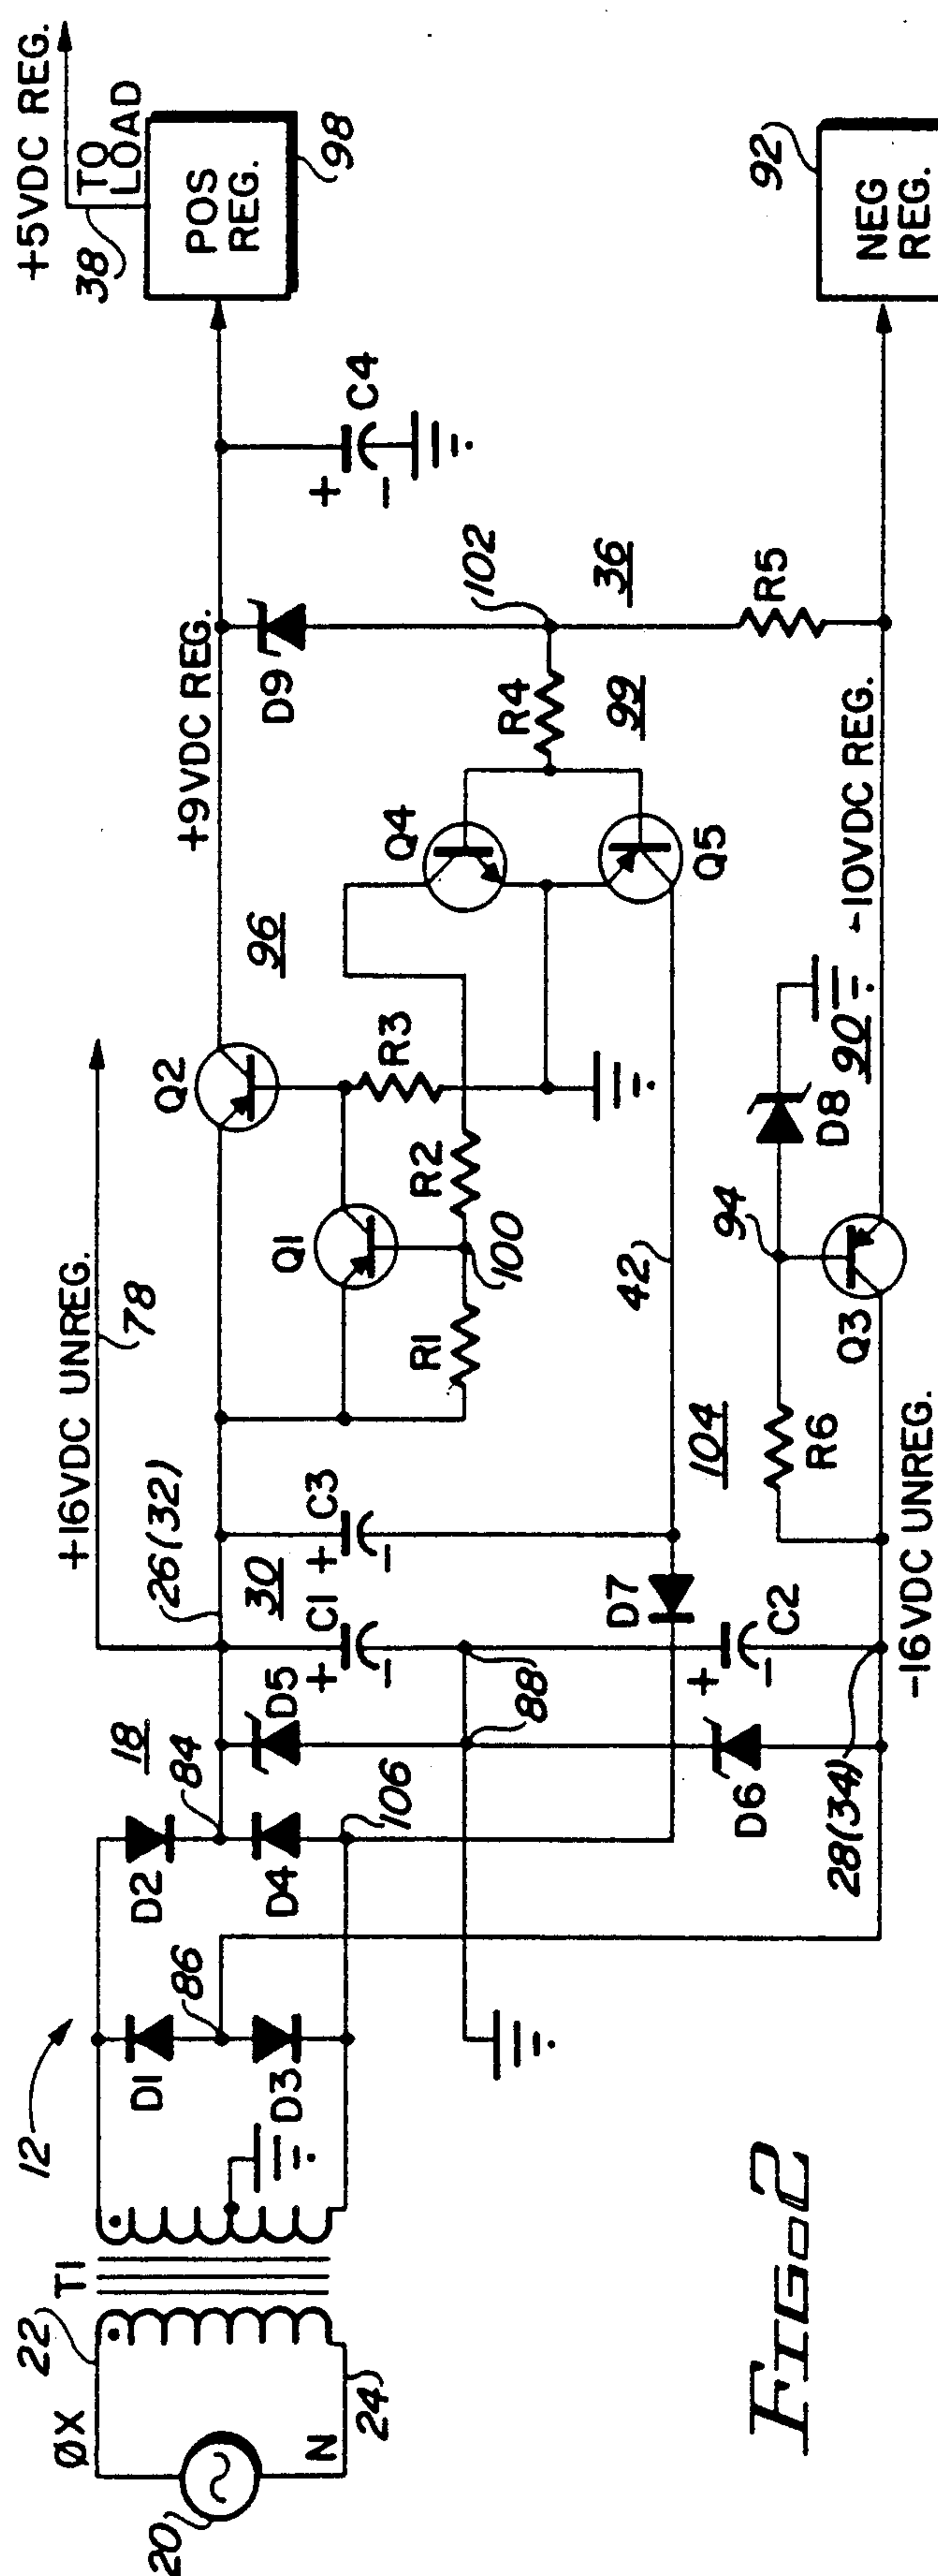 +5VDC REG.
38
TO
LOAD
POS
REG.
98
+9VDC REG.
C4
+
-
D9
102
36
R5
92
NEG
REG.
R4
99
Q4
Q5
-10VDC REG.
96
Q2
R3
R2
Q1
100
R1
42
90
D8
94
Q3
R6
104
+16VDC UNREG.
78
26(32)
30
C3
+
-
C1
+
-
D7
C2
+
-
-16VDC UNREG.
28(34)
18
84
D5
88
D6
106
D2
D4
86
12
D1
D3
T1
22
ØX
N
24
20
FIG. 2